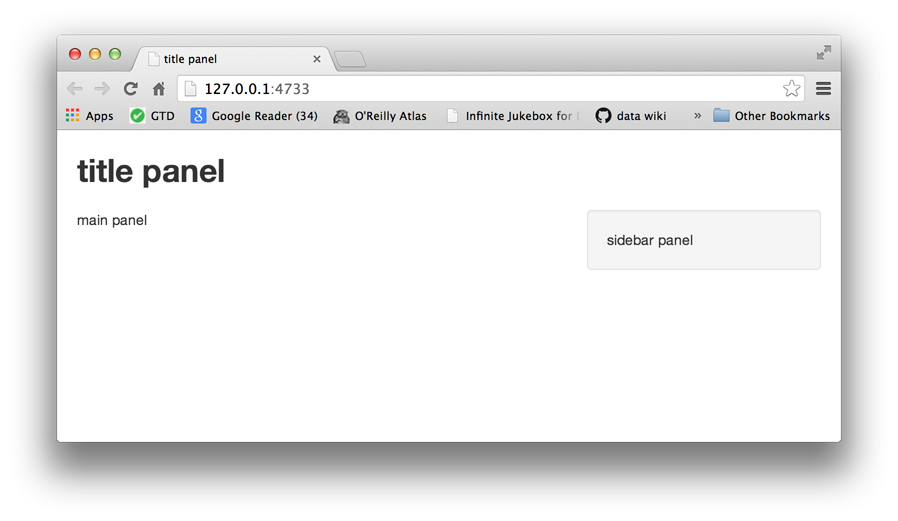 title panel
127.0.0.1:4733
Apps GTD Google Reader (34) O'Reilly Atlas Infinite Jukebox for data wiki » Other Bookmarks
title panel
main panel
sidebar panel